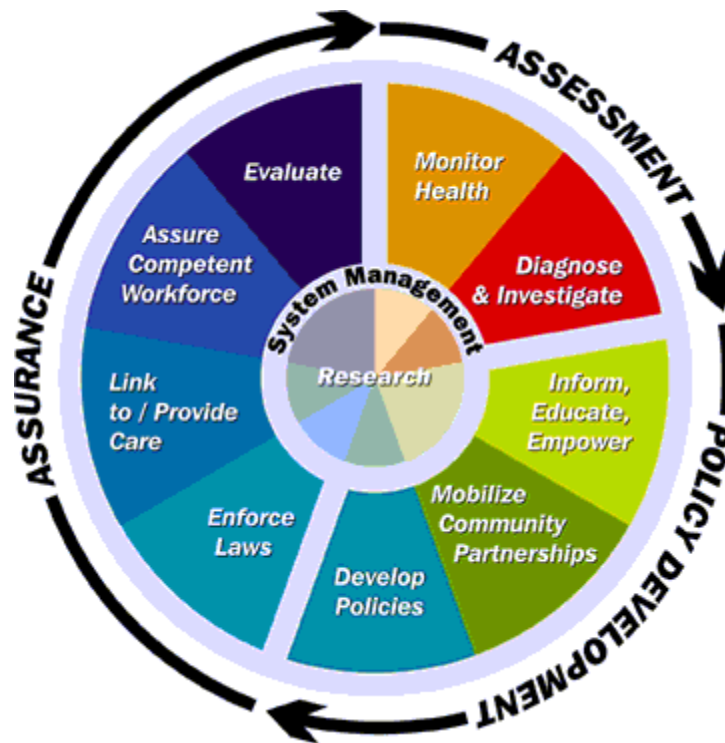 ASSESSMENT
Monitor
Health
Diagnose
& Investigate
POLICY DEVELOPMENT
Inform,
Educate,
Empower
Mobilize
Community
Partnerships
Develop
Policies
ASSURANCE
Enforce
Laws
Link
to / Provide
Care
Assure
Competent
Workforce
Evaluate
System Management
Research